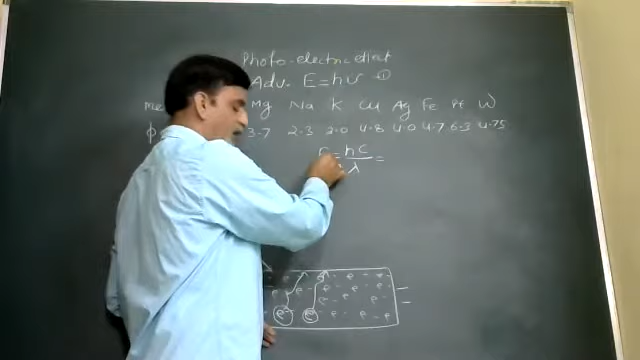 Photo-electric effect
Adv. E=hν ①
Me Mg Na K Cu Ag Fe Pt W
ϕ 3.7 2.3 2.0 4.8 4.0 4.7 6.3 4.75
= hc/λ =
e e e e e
e e e e e
e e e e
e e e e e